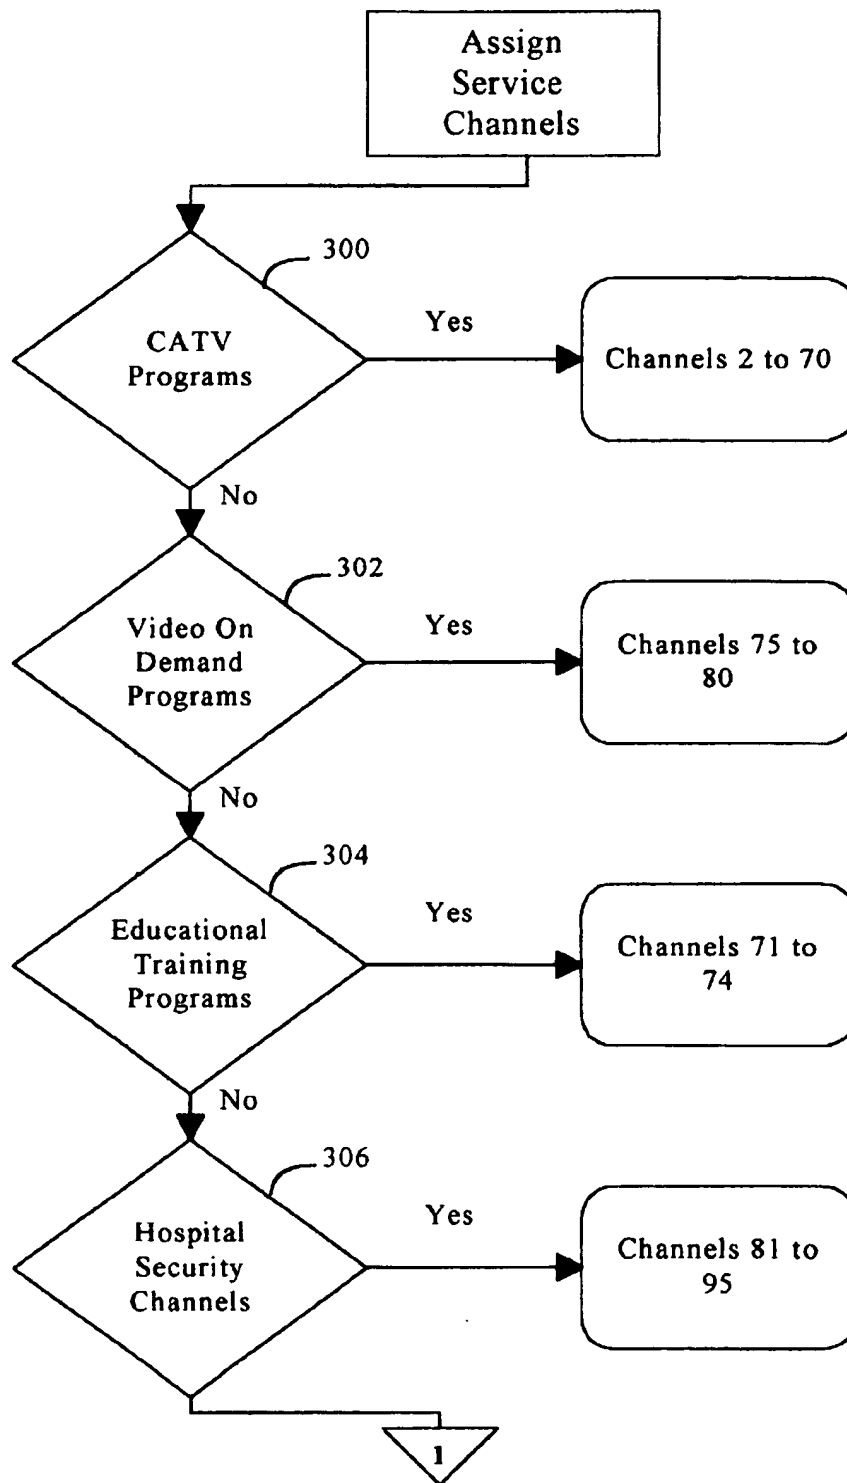 Assign
Service
Channels
300
CATV
Programs
Yes
Channels 2 to 70
No
302
Video On
Demand
Programs
Yes
Channels 75 to
80
No
304
Educational
Training
Programs
Yes
Channels 71 to
74
No
306
Hospital
Security
Channels
Yes
Channels 81 to
95
1